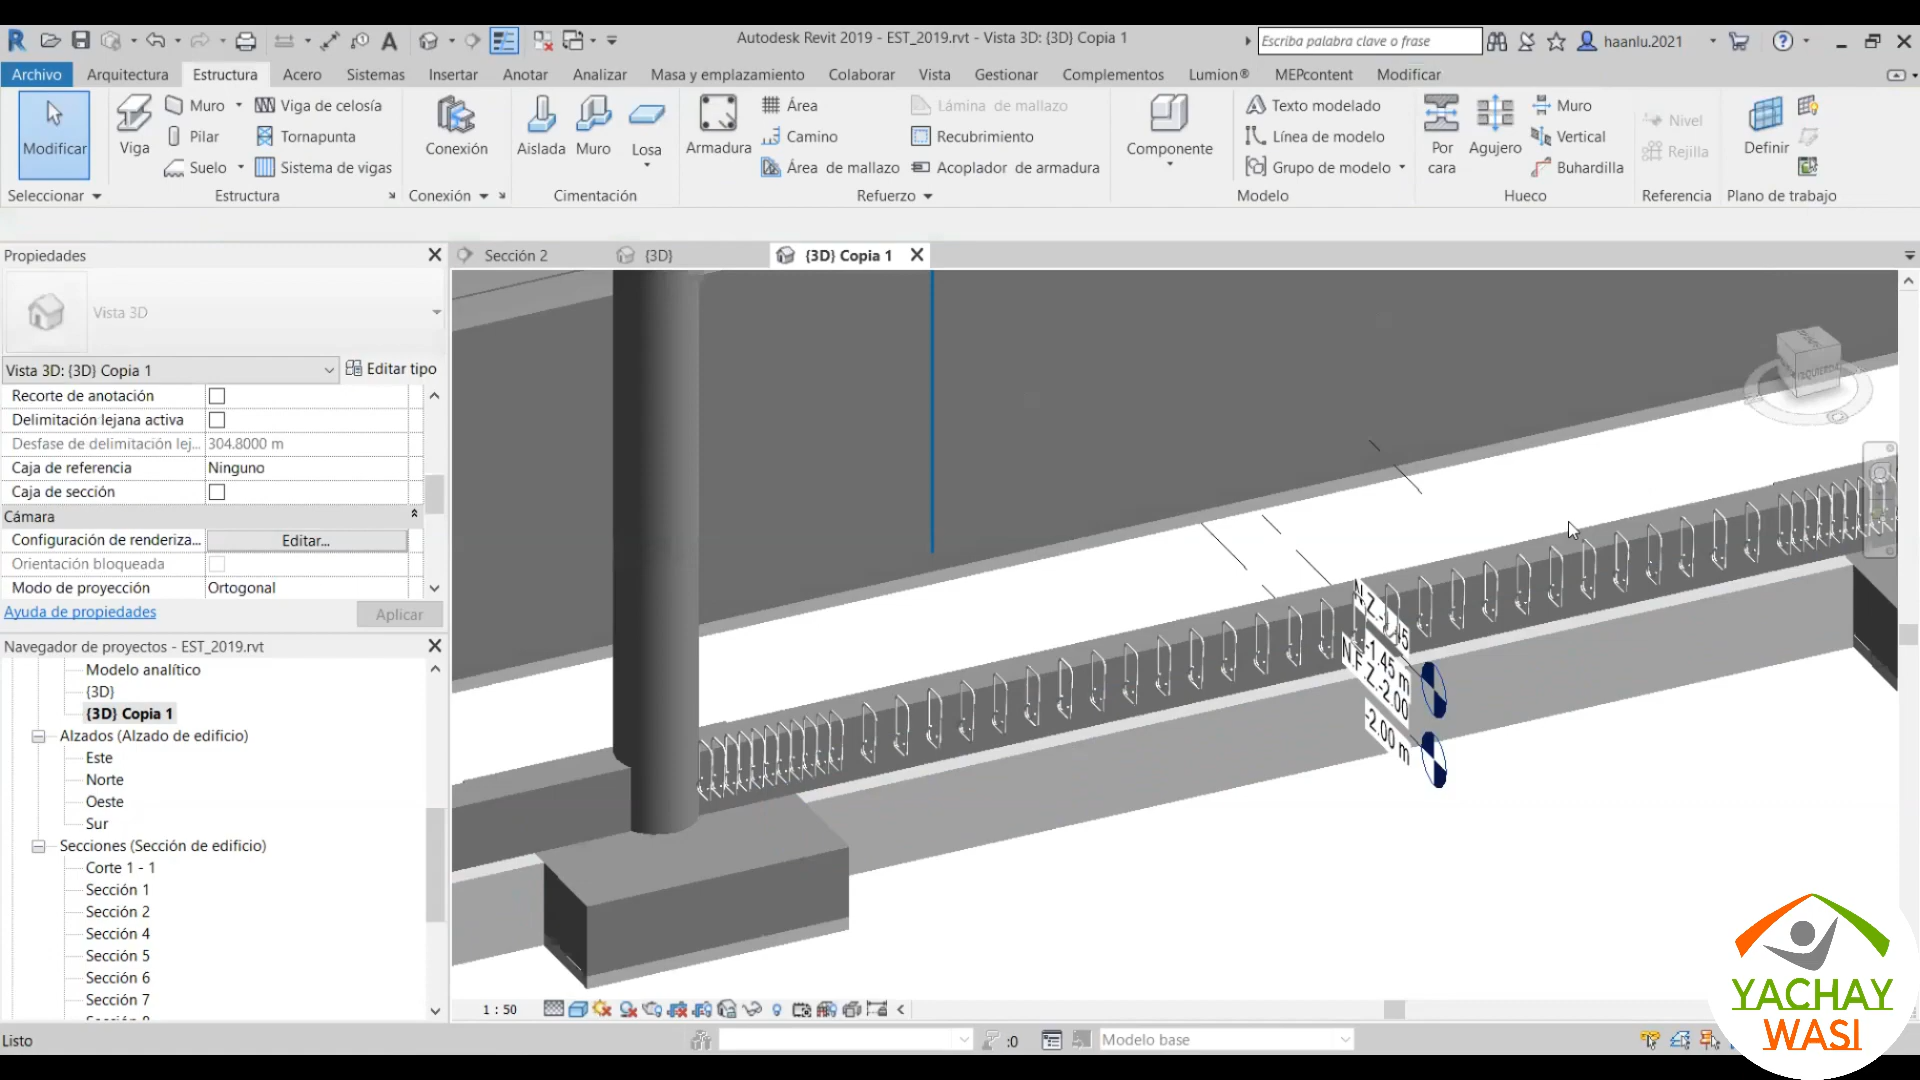 Autodesk Revit 2019 - EST_2019.rvt - Vista 3D: {3D} Copia 1
Escriba palabra clave o frase
haanlu.2021
Archivo Arquitectura Estructura Acero Sistemas Insertar Anotar Analizar Masa y emplazamiento Colaborar Vista Gestionar Complementos Lumion® MEPcontent Modificar
Modificar
Viga
Muro
Pilar
Suelo
Viga de celosía
Tornapunta
Sistema de vigas
Conexión
Aislada
Muro
Losa
Armadura
Área
Camino
Área de mallazo
Lámina de mallazo
Recubrimiento
Acoplador de armadura
Componente
Texto modelado
Línea de modelo
Grupo de modelo
Por cara
Agujero
Muro
Vertical
Buhardilla
Nivel
Rejilla
Definir
Seleccionar
Estructura
Conexión
Cimentación
Refuerzo
Modelo
Hueco
Referencia
Plano de trabajo
Propiedades
Vista 3D
Vista 3D: {3D} Copia 1
Editar tipo
Recorte de anotación
Delimitación lejana activa
Desfase de delimitación lej... 304.8000 m
Caja de referencia Ninguno
Caja de sección
Cámara
Configuración de renderiza... Editar...
Orientación bloqueada
Modo de proyección Ortogonal
Ayuda de propiedades
Aplicar
Navegador de proyectos - EST_2019.rvt
Modelo analítico
{3D}
{3D} Copia 1
Alzados (Alzado de edificio)
Este
Norte
Oeste
Sur
Secciones (Sección de edificio)
Corte 1 - 1
Sección 1
Sección 2
Sección 4
Sección 5
Sección 6
Sección 7
Sección 2
{3D}
{3D} Copia 1
IZQUIERDA
-1.45 m
N.F.Z.-2.00
-2.00 m
1 : 50
Listo
:0
Modelo base
YACHAY
WASI